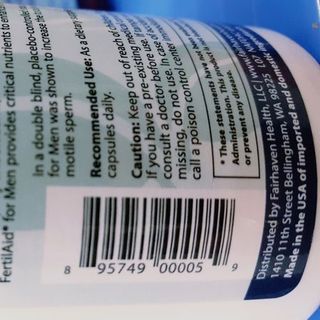 FertilAid® for Men provides critical nutrients to
In a double blind, placebo-controlled
for Men was shown to increase
motile sperm.
Recommended Use: As a dietary
capsules daily.
Caution: Keep out of reach of
If you have a pre-existing
consult a doctor before use. In case
missing, do not use. In case
call a poison control center
* These statements have not
Administration. This
or prevent any disease.
8 95749 00005 9
Distributed by Fairhaven Health, LLC
1410 11th Street Bellingham, WA 98225
Made in the USA of imported and domestic